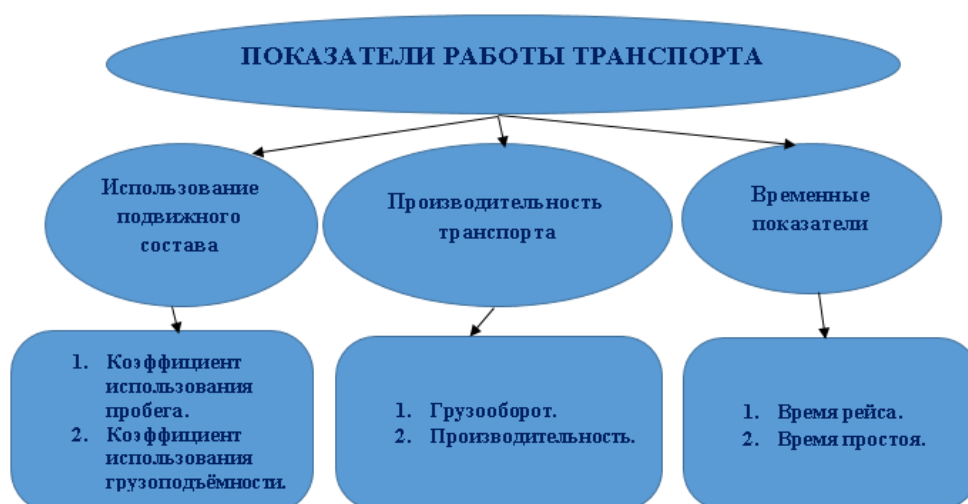 ПОКАЗАТЕЛИ РАБОТЫ ТРАНСПОРТА
Использование
подвижного
состава
Производительность
транспорта
Временные
показатели
1. Коэффициент
использования
пробега.
2. Коэффициент
использования
грузоподъёмности.
1. Грузооборот.
2. Производительность.
1. Время рейса.
2. Время простоя.